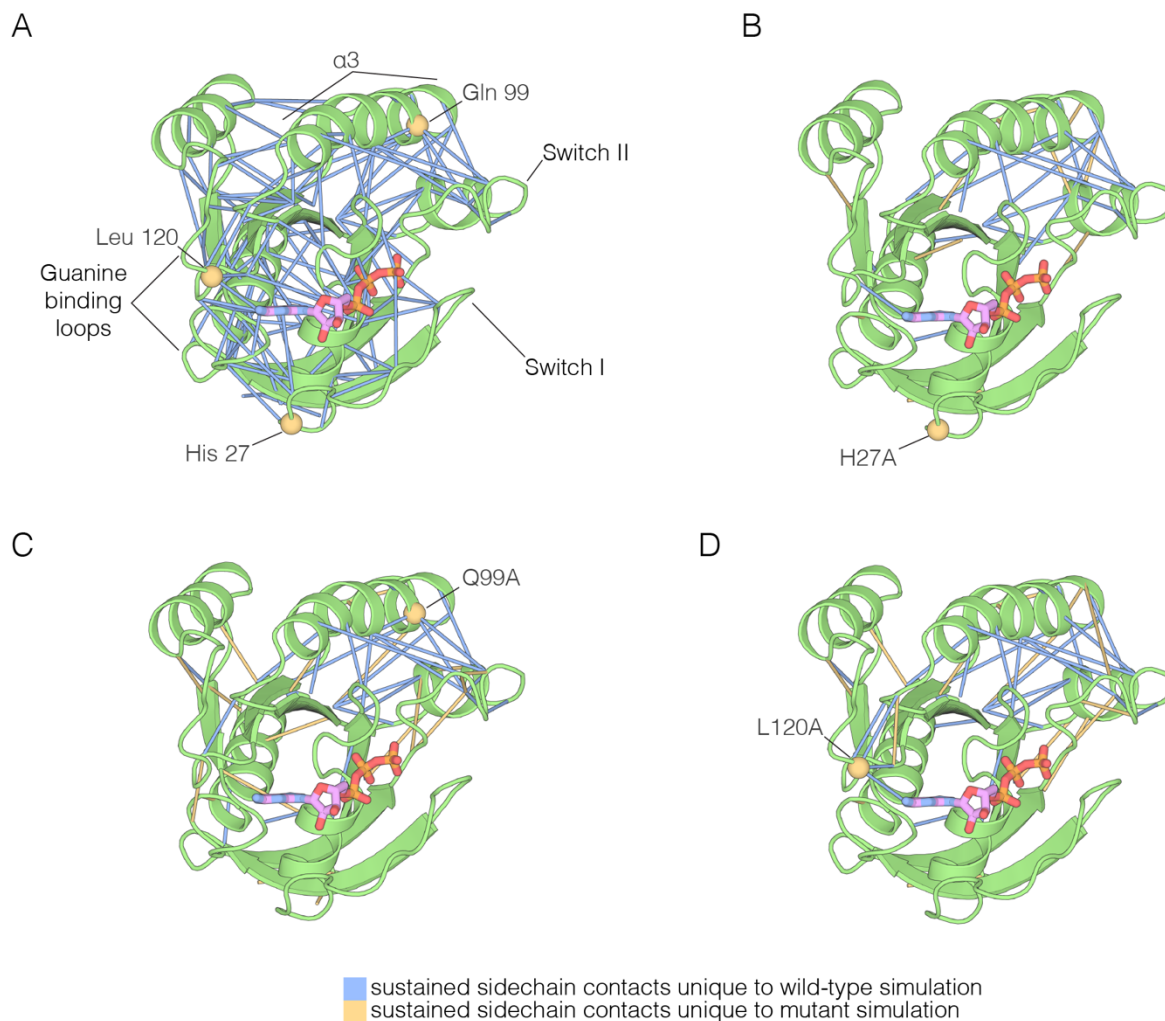 A
α3
Gln 99
Switch II
Leu 120
Guanine
binding
loops
Switch I
His 27
B
H27A
C
Q99A
D
L120A
sustained sidechain contacts unique to wild-type simulation
sustained sidechain contacts unique to mutant simulation